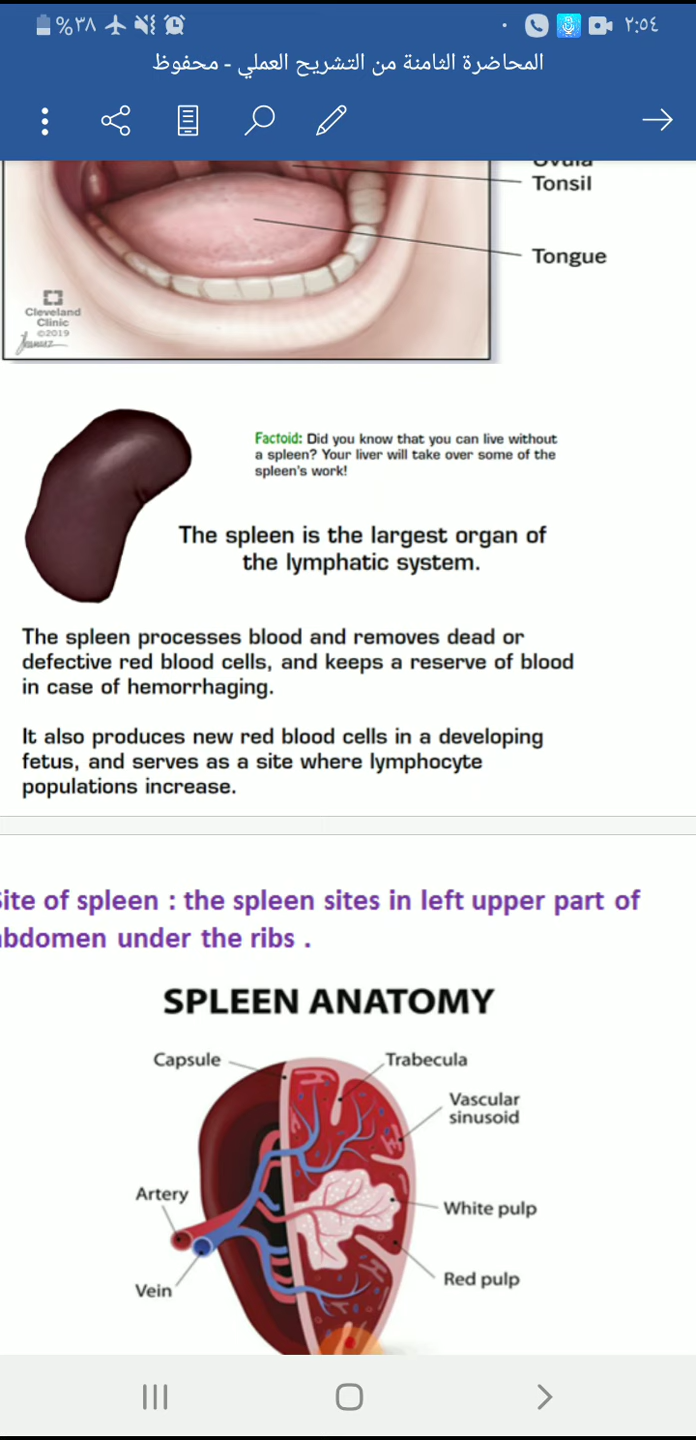 %٣٨
٢:٥٤
المحاضرة الثامنة من التشريح العملي - محفوظ
Uvula
Tonsil
Tongue
Cleveland
Clinic
©2019
Factoid: Did you know that you can live without
a spleen? Your liver will take over some of the
spleen's work!
The spleen is the largest organ of
the lymphatic system.
The spleen processes blood and removes dead or
defective red blood cells, and keeps a reserve of blood
in case of hemorrhaging.
It also produces new red blood cells in a developing
fetus, and serves as a site where lymphocyte
populations increase.
Site of spleen : the spleen sites in left upper part of
abdomen under the ribs .
SPLEEN ANATOMY
Capsule
Trabecula
Vascular
sinusoid
Artery
White pulp
Red pulp
Vein